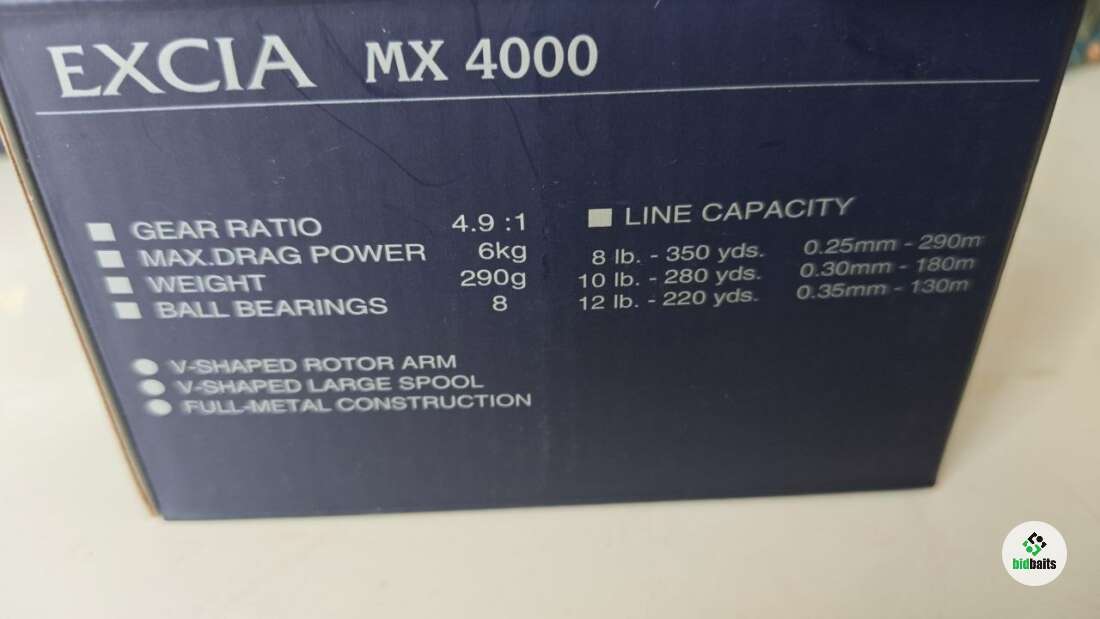 EXCIA MX 4000
GEAR RATIO 4.9 :1
MAX.DRAG POWER 6kg
WEIGHT 290g
BALL BEARINGS 8
LINE CAPACITY
8 lb. - 350 yds. 0.25mm - 290m
10 lb. - 280 yds. 0.30mm - 180m
12 lb. - 220 yds. 0.35mm - 130m
V-SHAPED ROTOR ARM
V-SHAPED LARGE SPOOL
FULL-METAL CONSTRUCTION
bidbaits